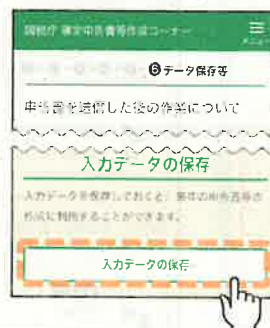 国税庁 確定申告書等作成コーナー
メニュー
❻データ保存等
申告書を送信した後の作業について
入力データの保存
入力データを保存しておくと、翌年の申告書等の
作成に利用することができます。
入力データの保存